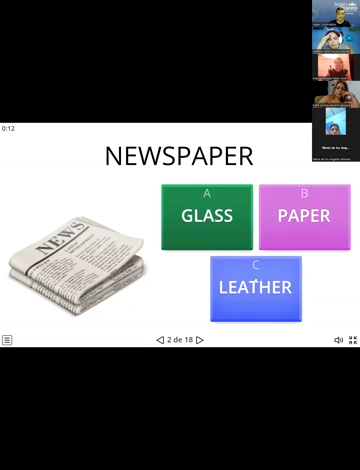 0:12
NEWSPAPER
NEWS
A
GLASS
B
PAPER
C
LEATHER
2 de 18